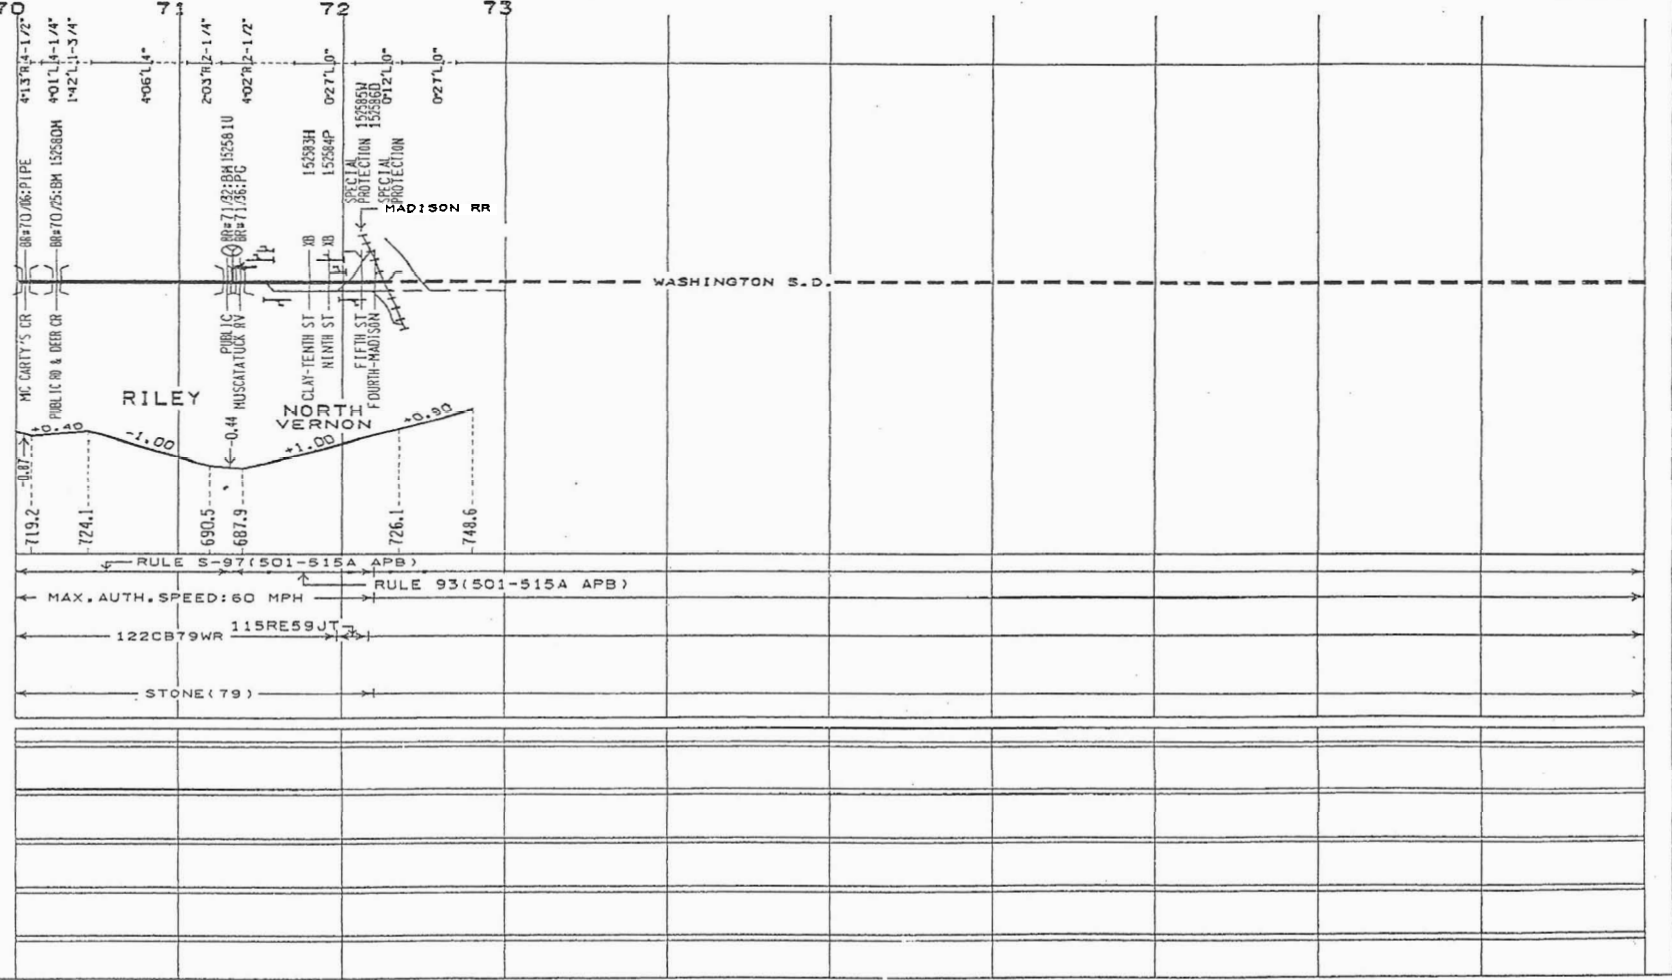 70 71 72 73
4°13'R 4-1/2"
4°01'L 4-1/4"
1°42'L 1-3/4"
4°06'L 4"
2°03'R 2-1/4"
4°02'R 2-1/2"
0°27'L 0"
0°12'L 0"
0°27'L 0"
BR#70/06:PIPE
BR#70/25:BM 152580M
BR#71/32:BM 152581U
BR#71/36:PG
XB 152583H
XB 152584P
SPECIAL
PROTECTION 152585W
152586D
SPECIAL
PROTECTION
MADISON RR
WASHINGTON S.D.
MC CARTY'S CR
PUBLIC RD & DEER CR
PUBLIC
MUSCATATUCK RV
CLAY-TENTH ST
NINTH ST
FIFTH ST
FOURTH-MADISON
RILEY
NORTH
VERNON
-0.87
+0.40
-1.00
-0.44
+1.00
+0.90
719.2
724.1
690.5
687.9
726.1
748.6
RULE S-97(501-515A APB)
RULE 93(501-515A APB)
MAX.AUTH.SPEED:60 MPH
115RE59JT
122CB79WR
STONE(79)